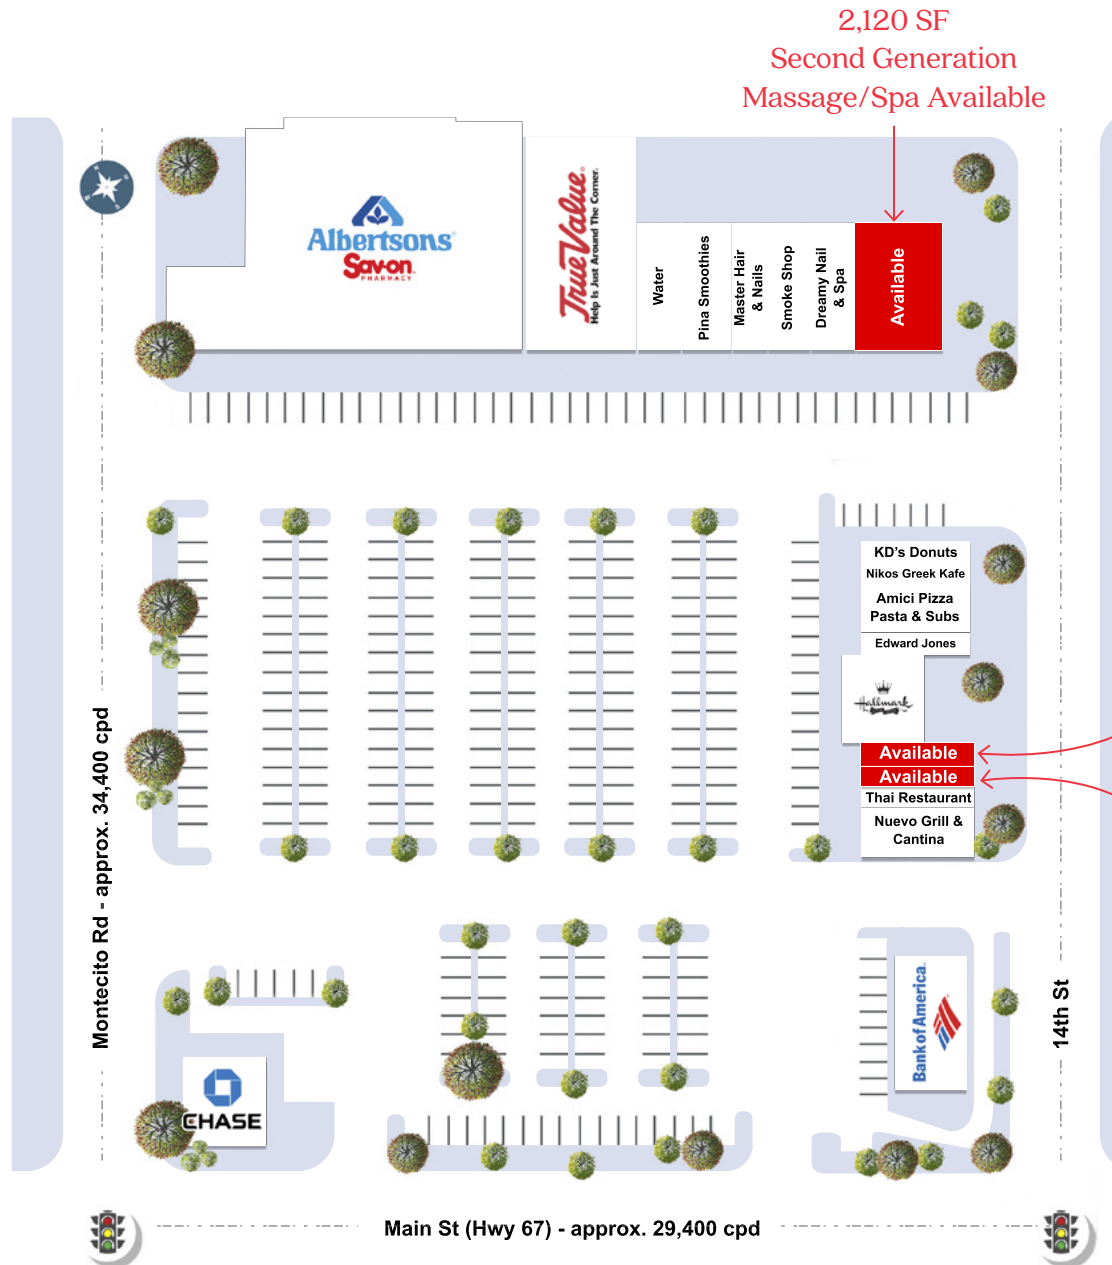 2,120 SF
Second Generation
Massage/Spa Available
Albertsons
Sav-on
PHARMACY
True Value.
Help Is Just Around The Corner.
Water
Pina Smoothies
Master Hair
& Nails
Smoke Shop
Dreamy Nail
& Spa
Available
KD's Donuts
Nikos Greek Kafe
Amici Pizza
Pasta & Subs
Edward Jones
Hallmark
Available
Available
Thai Restaurant
Nuevo Grill &
Cantina
Montecito Rd - approx. 34,400 cpd
14th St
Bank of America.
CHASE
Main St (Hwy 67) - approx. 29,400 cpd